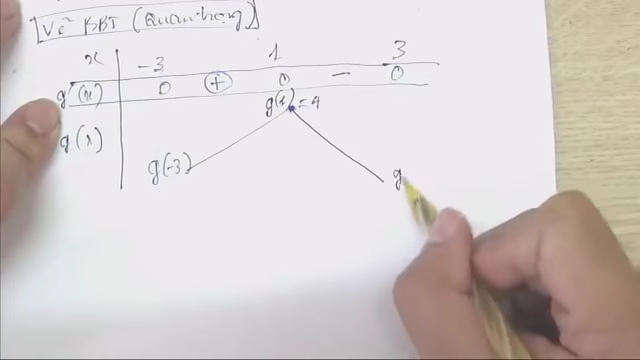 Vẽ BBT (Quan trọng)
x -3 1 3
g'(x) 0 + 0 - 0
g(x) g(1) = 4
g(-3) g